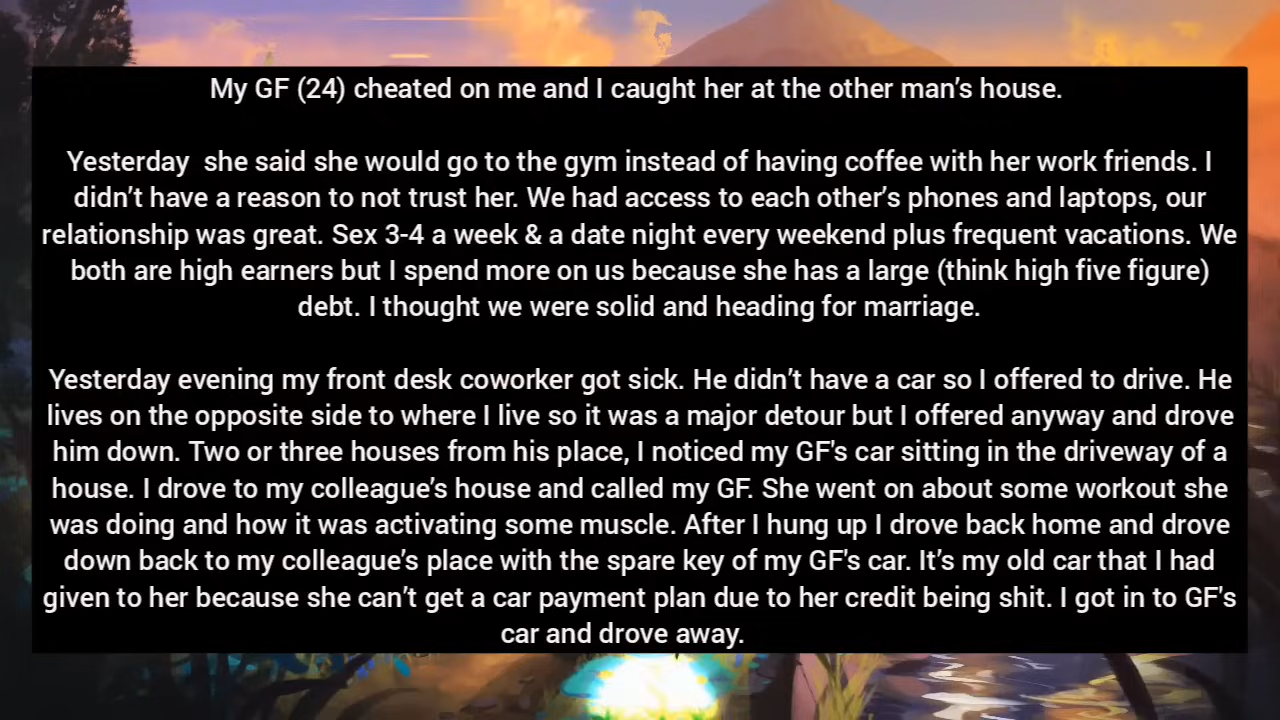 My GF (24) cheated on me and I caught her at the other man’s house.
Yesterday  she said she would go to the gym instead of having coffee with her work friends. I
didn’t have a reason to not trust her. We had access to each other’s phones and laptops, our
relationship was great. Sex 3-4 a week & a date night every weekend plus frequent vacations. We
both are high earners but I spend more on us because she has a large (think high five figure)
debt. I thought we were solid and heading for marriage.
Yesterday evening my front desk coworker got sick. He didn’t have a car so I offered to drive. He
lives on the opposite side to where I live so it was a major detour but I offered anyway and drove
him down. Two or three houses from his place, I noticed my GF's car sitting in the driveway of a
house. I drove to my colleague’s house and called my GF. She went on about some workout she
was doing and how it was activating some muscle. After I hung up I drove back home and drove
down back to my colleague’s place with the spare key of my GF's car. It’s my old car that I had
given to her because she can’t get a car payment plan due to her credit being shit. I got in to GF's
car and drove away.